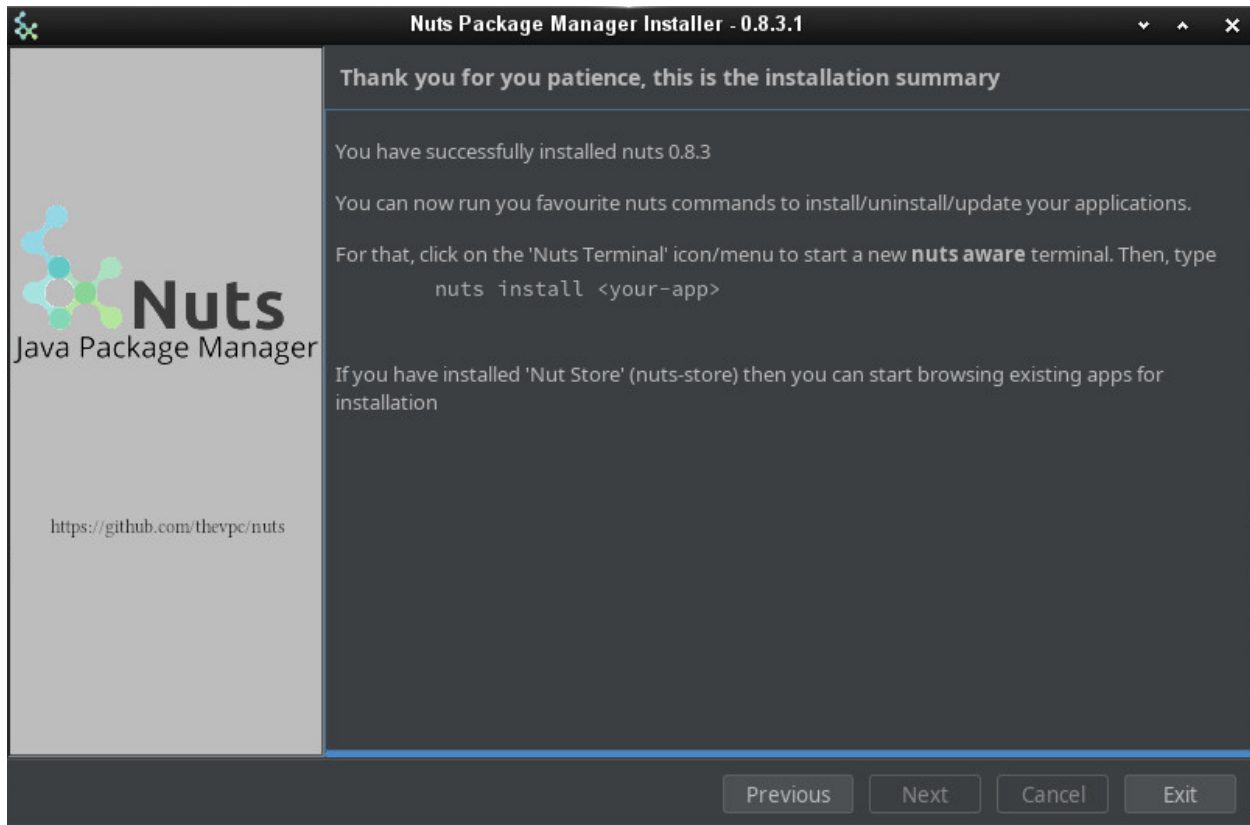 Nuts Package Manager Installer - 0.8.3.1
Thank you for you patience, this is the installation summary
You have successfully installed nuts 0.8.3
You can now run you favourite nuts commands to install/uninstall/update your applications.
For that, click on the 'Nuts Terminal' icon/menu to start a new nuts aware terminal. Then, type
nuts install <your-app>
If you have installed 'Nut Store' (nuts-store) then you can start browsing existing apps for
installation
Nuts
Java Package Manager
https://github.com/thevpc/nuts
Previous Next Cancel Exit